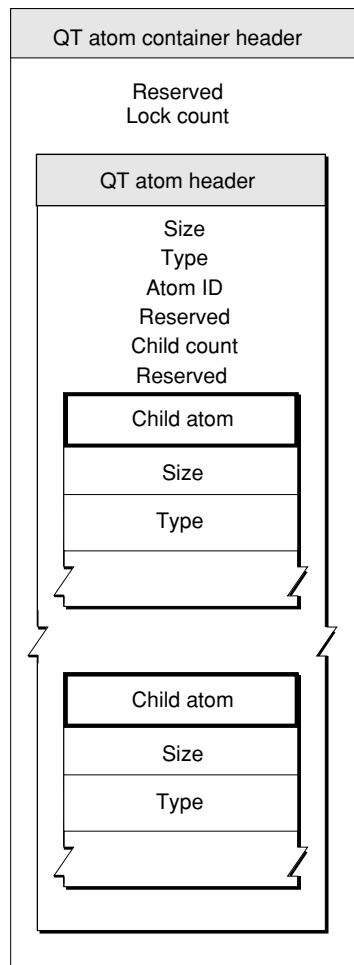 QT atom container header
Reserved
Lock count
QT atom header
Size
Type
Atom ID
Reserved
Child count
Reserved
Child atom
Size
Type
Child atom
Size
Type